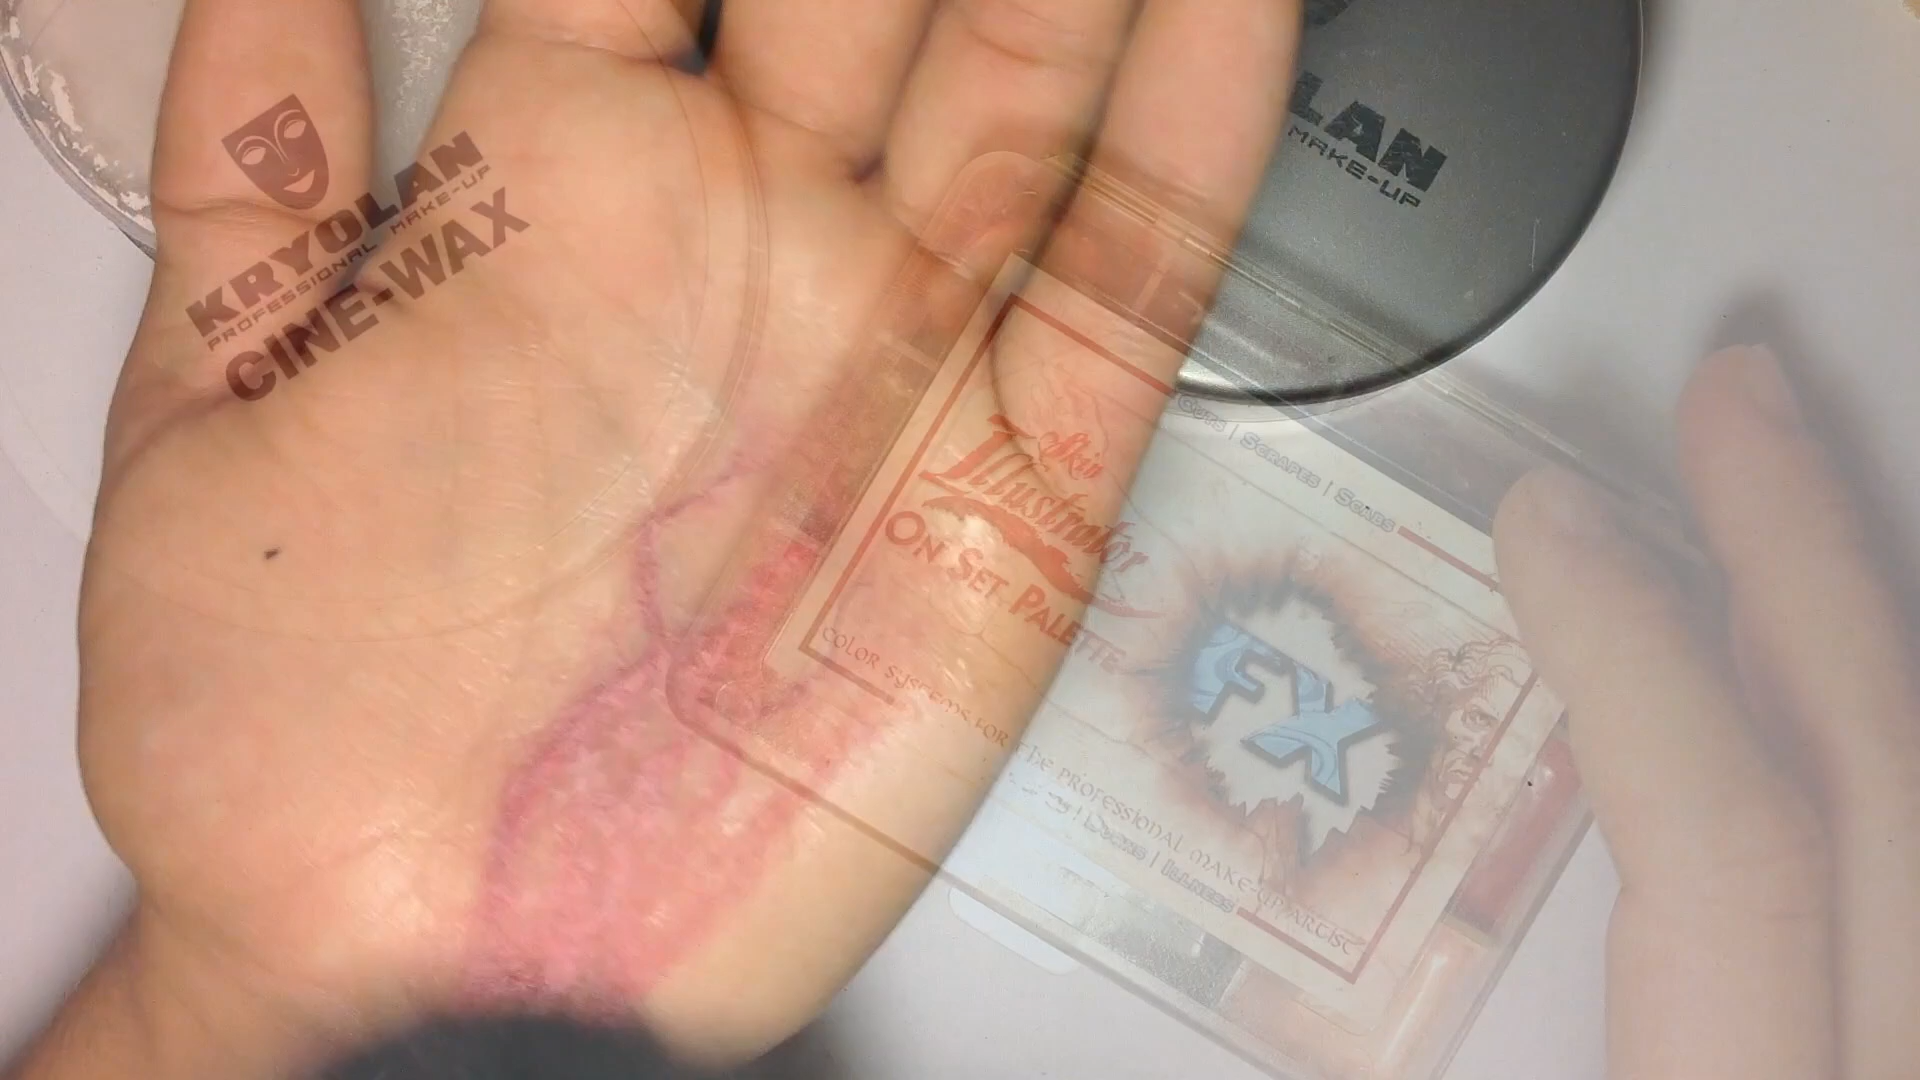 KRYOLAN
PROFESSIONAL MAKE-UP
CINE-WAX
LAN
MAKE-UP
CUTS | SCRAPES | SCABS
Skin
Illustrator
ON SET PALETTE
COLOR SYSTEMS FOR THE PROFESSIONAL MAKE-UP ARTIST
FX
| BURNS | ILLNESS